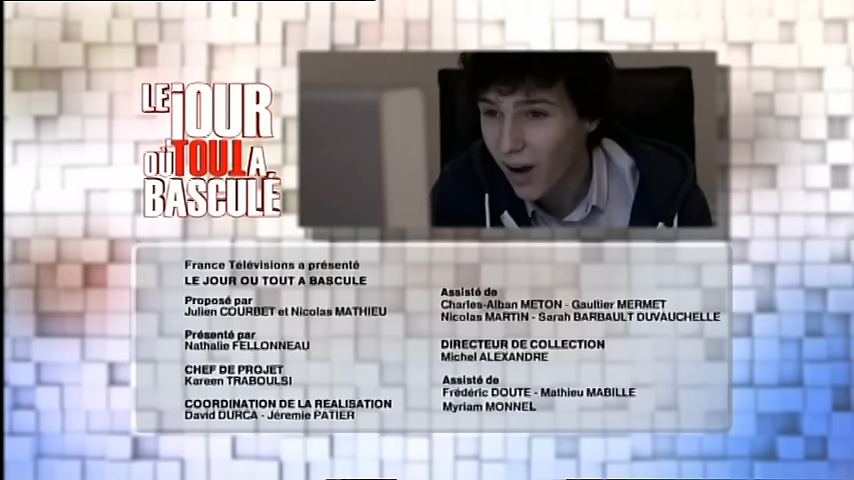 LE JOUR
OÙ TOUT A
BASCULÉ
France Télévisions a présenté
LE JOUR OU TOUT A BASCULE
Proposé par
Julien COURBET et Nicolas MATHIEU
Présenté par
Nathalie FELLONNEAU
CHEF DE PROJET
Kareen TRABOULSI
COORDINATION DE LA REALISATION
David DURCA - Jéremie PATIER
Assisté de
Charles-Alban METON - Gaultier MERMET
Nicolas MARTIN - Sarah BARBAULT DUVAUCHELLE
DIRECTEUR DE COLLECTION
Michel ALEXANDRE
Assisté de
Frédéric DOUTE - Mathieu MABILLE
Myriam MONNEL